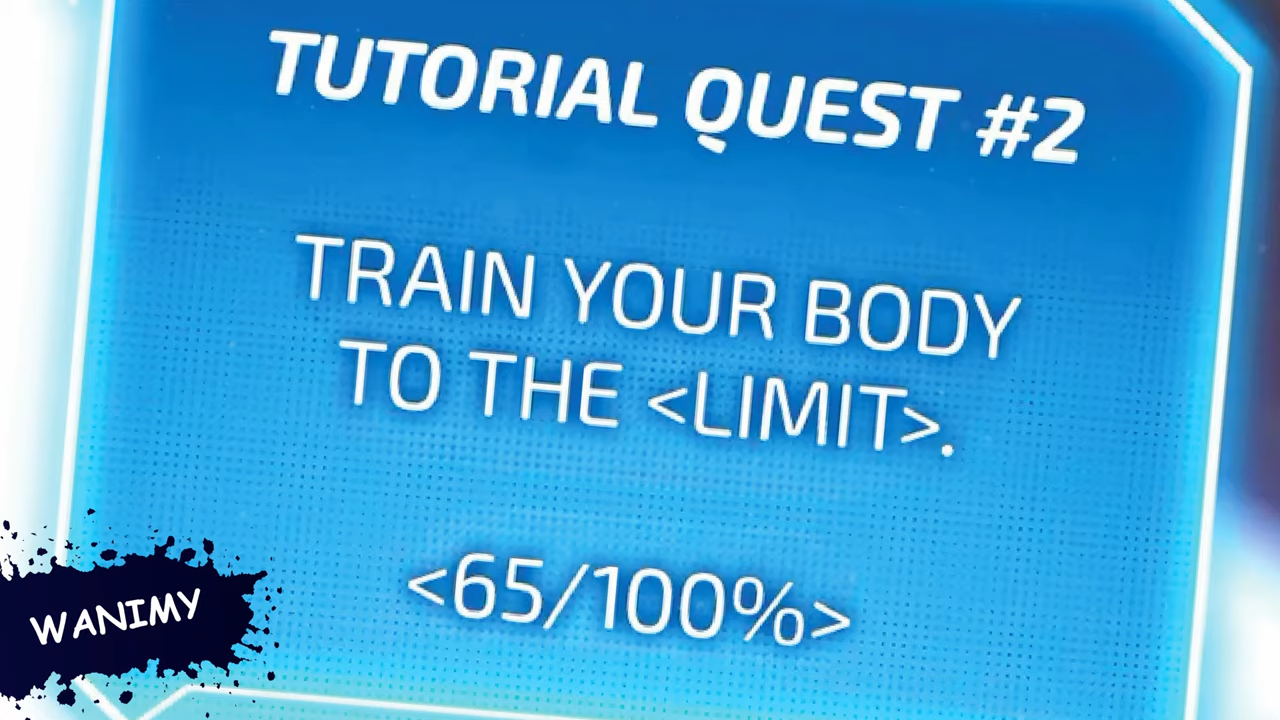 TUTORIAL QUEST #2
TRAIN YOUR BODY
TO THE <LIMIT>.
<65/100%>
WANIMY